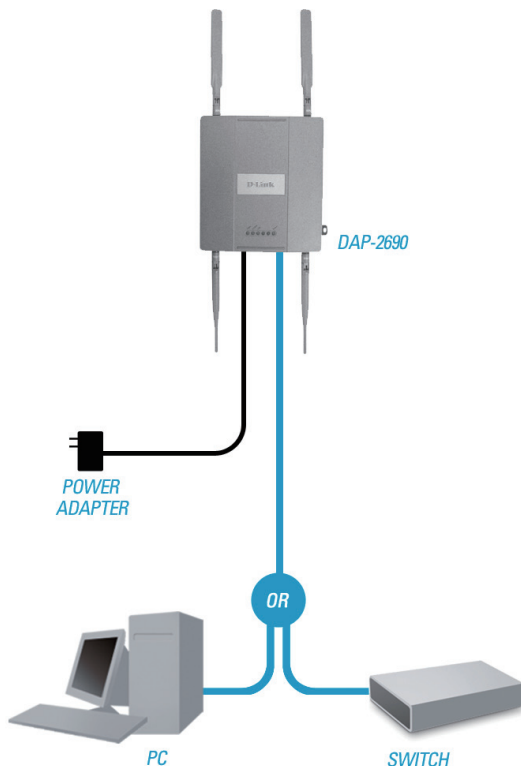 D-Link
DAP-2690
POWER
ADAPTER
OR
PC
SWITCH